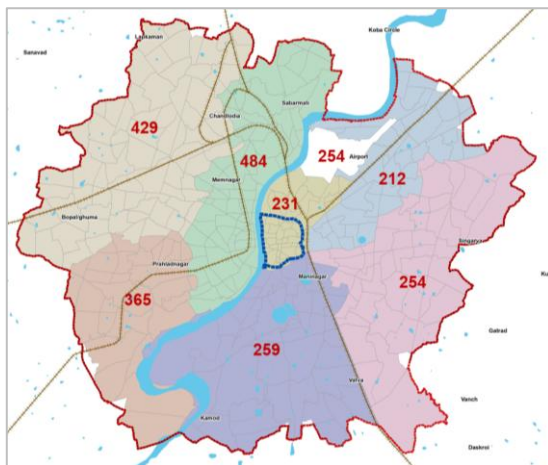 Koba Circle
Lapkaman
Sanavad
Sabarmati
Chandlodia
429
484
254
Airport
Memnagar
212
231
Bopal/ghuma
Singarva
Prahladnagar
Maninagar
254
365
Gatrad
259
Vatva
Vanch
Kamod
Daskroi